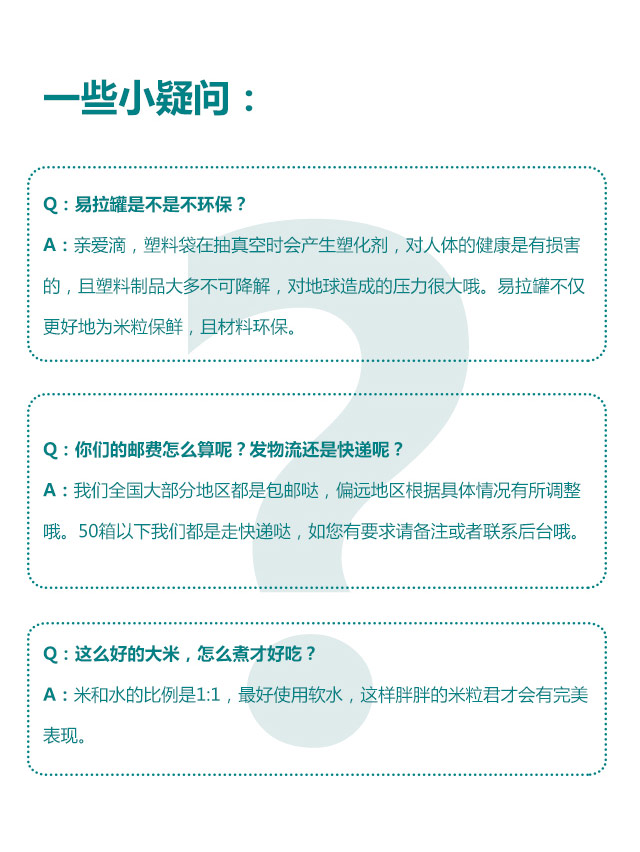 一些小疑问：
Q：易拉罐是不是不环保？
A：亲爱滴，塑料袋在抽真空时会产生塑化剂，对人体的健康是有损害
的，且塑料制品大多不可降解，对地球造成的压力很大哦。易拉罐不仅
更好地为米粒保鲜，且材料环保。
Q：你们的邮费怎么算呢？发物流还是快递呢？
A：我们全国大部分地区都是包邮哒，偏远地区根据具体情况有所调整
哦。50箱以下我们都是走快递哒，如您有要求请备注或者联系后台哦。
Q：这么好的大米，怎么煮才好吃？
A：米和水的比例是1:1，最好使用软水，这样胖胖的米粒君才会有完美
表现。